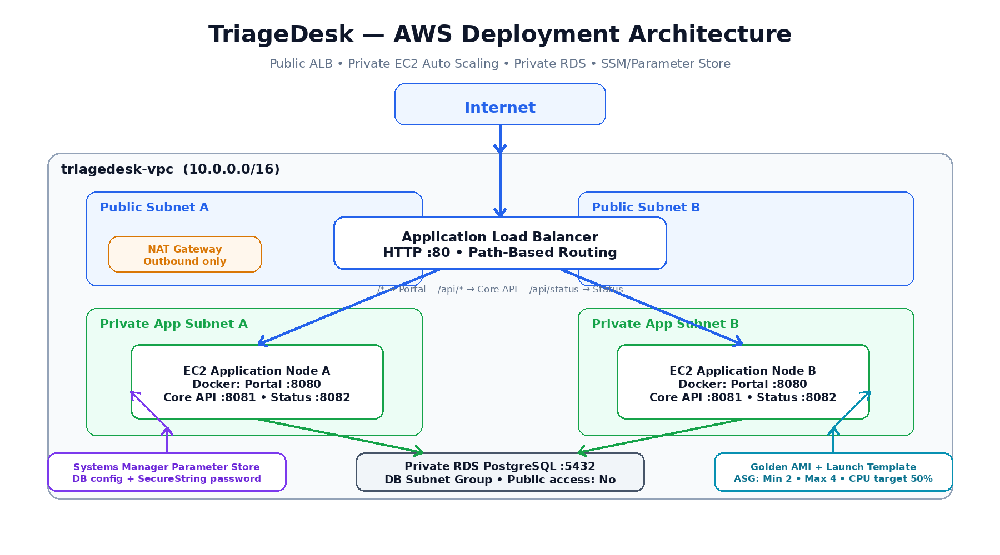 TriageDesk — AWS Deployment Architecture
Public ALB • Private EC2 Auto Scaling • Private RDS • SSM/Parameter Store
Internet
triagedesk-vpc (10.0.0.0/16)
Public Subnet A
Public Subnet B
NAT Gateway
Outbound only
Application Load Balancer
HTTP :80 • Path-Based Routing
/* → Portal /api/* → Core API /api/status → Status
Private App Subnet A
Private App Subnet B
EC2 Application Node A
Docker: Portal :8080
Core API :8081 • Status :8082
EC2 Application Node B
Docker: Portal :8080
Core API :8081 • Status :8082
Systems Manager Parameter Store
DB config + SecureString password
Private RDS PostgreSQL :5432
DB Subnet Group • Public access: No
Golden AMI + Launch Template
ASG: Min 2 • Max 4 • CPU target 50%